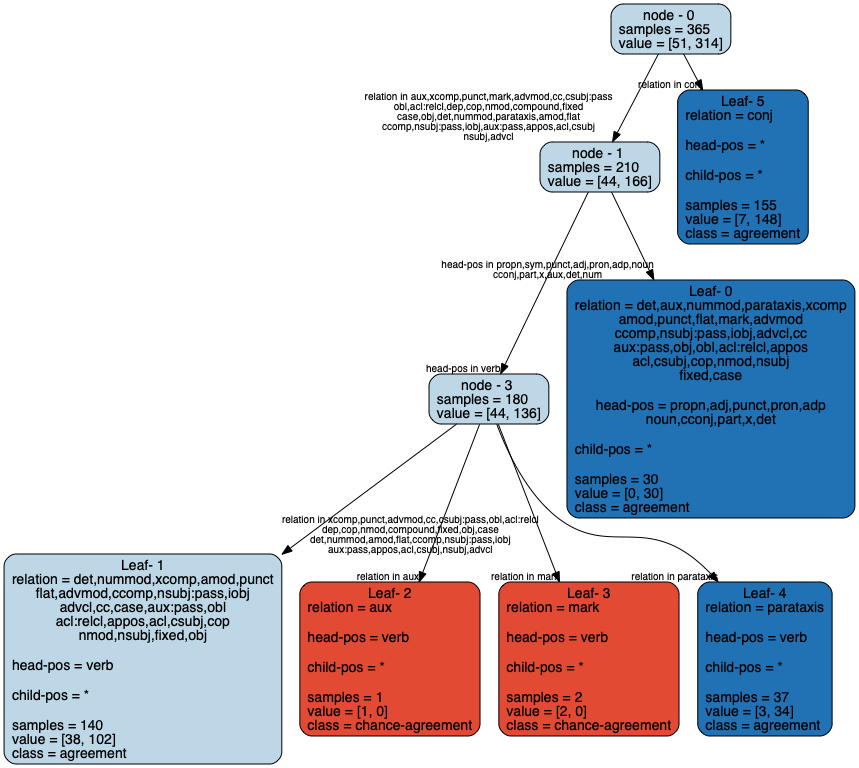 node - 0
samples = 365
value = [51, 314]
relation in aux,xcomp,punct,mark,advmod,cc,csubj:pass
obl,acl:relcl,dep,cop,nmod,compound,fixed
case,obj,det,nummod,parataxis,amod,flat
ccomp,nsubj:pass,iobj,aux:pass,appos,acl,csubj
nsubj,advcl
relation in conj
Leaf- 5
relation = conj
head-pos = *
child-pos = *
samples = 155
value = [7, 148]
class = agreement
node - 1
samples = 210
value = [44, 166]
head-pos in propn,sym,punct,adj,pron,adp,noun
cconj,part,x,aux,det,num
Leaf- 0
relation = det,aux,nummod,parataxis,xcomp
amod,punct,flat,mark,advmod
ccomp,nsubj:pass,iobj,advcl,cc
aux:pass,obj,obl,acl:relcl,appos
acl,csubj,cop,nmod,nsubj
fixed,case
head-pos = propn,adj,punct,pron,adp
noun,cconj,part,x,det
child-pos = *
samples = 30
value = [0, 30]
class = agreement
head-pos in verb
node - 3
samples = 180
value = [44, 136]
relation in xcomp,punct,advmod,cc,csubj:pass,obl,acl:relcl
dep,cop,nmod,compound,fixed,obj,case
det,nummod,amod,flat,ccomp,nsubj:pass,iobj
aux:pass,appos,acl,csubj,nsubj,advcl
Leaf- 1
relation = det,nummod,xcomp,amod,punct
flat,advmod,ccomp,nsubj:pass,iobj
advcl,cc,case,aux:pass,obl
acl:relcl,appos,acl,csubj,cop
nmod,nsubj,fixed,obj
head-pos = verb
child-pos = *
samples = 140
value = [38, 102]
class = agreement
relation in aux
Leaf- 2
relation = aux
head-pos = verb
child-pos = *
samples = 1
value = [1, 0]
class = chance-agreement
relation in mark
Leaf- 3
relation = mark
head-pos = verb
child-pos = *
samples = 2
value = [2, 0]
class = chance-agreement
relation in parataxis
Leaf- 4
relation = parataxis
head-pos = verb
child-pos = *
samples = 37
value = [3, 34]
class = agreement